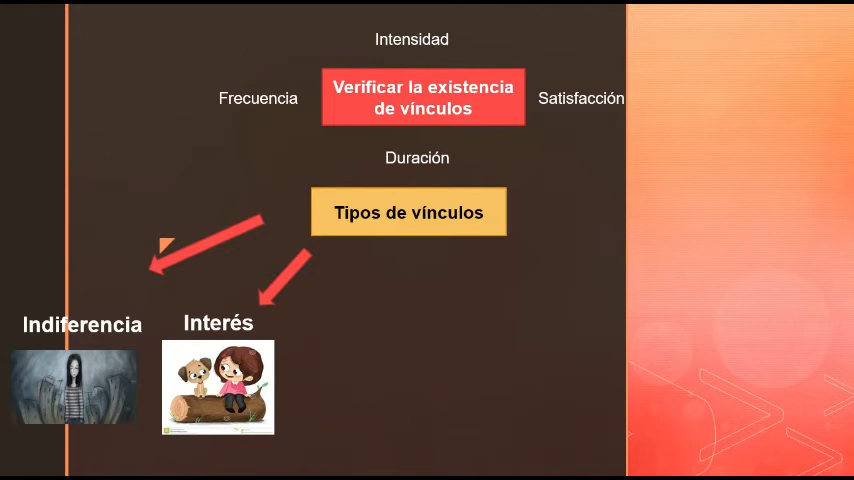 Intensidad
Frecuencia
Verificar la existencia
de vínculos
Satisfacción
Duración
Tipos de vínculos
Indiferencia
Interés